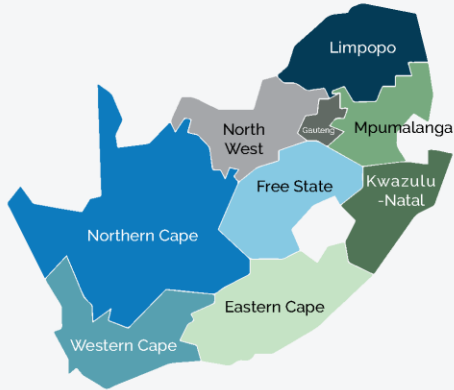 Limpopo
Gauteng
Mpumalanga
North
West
Free State
Kwazulu
-Natal
Northern Cape
Eastern Cape
Western Cape